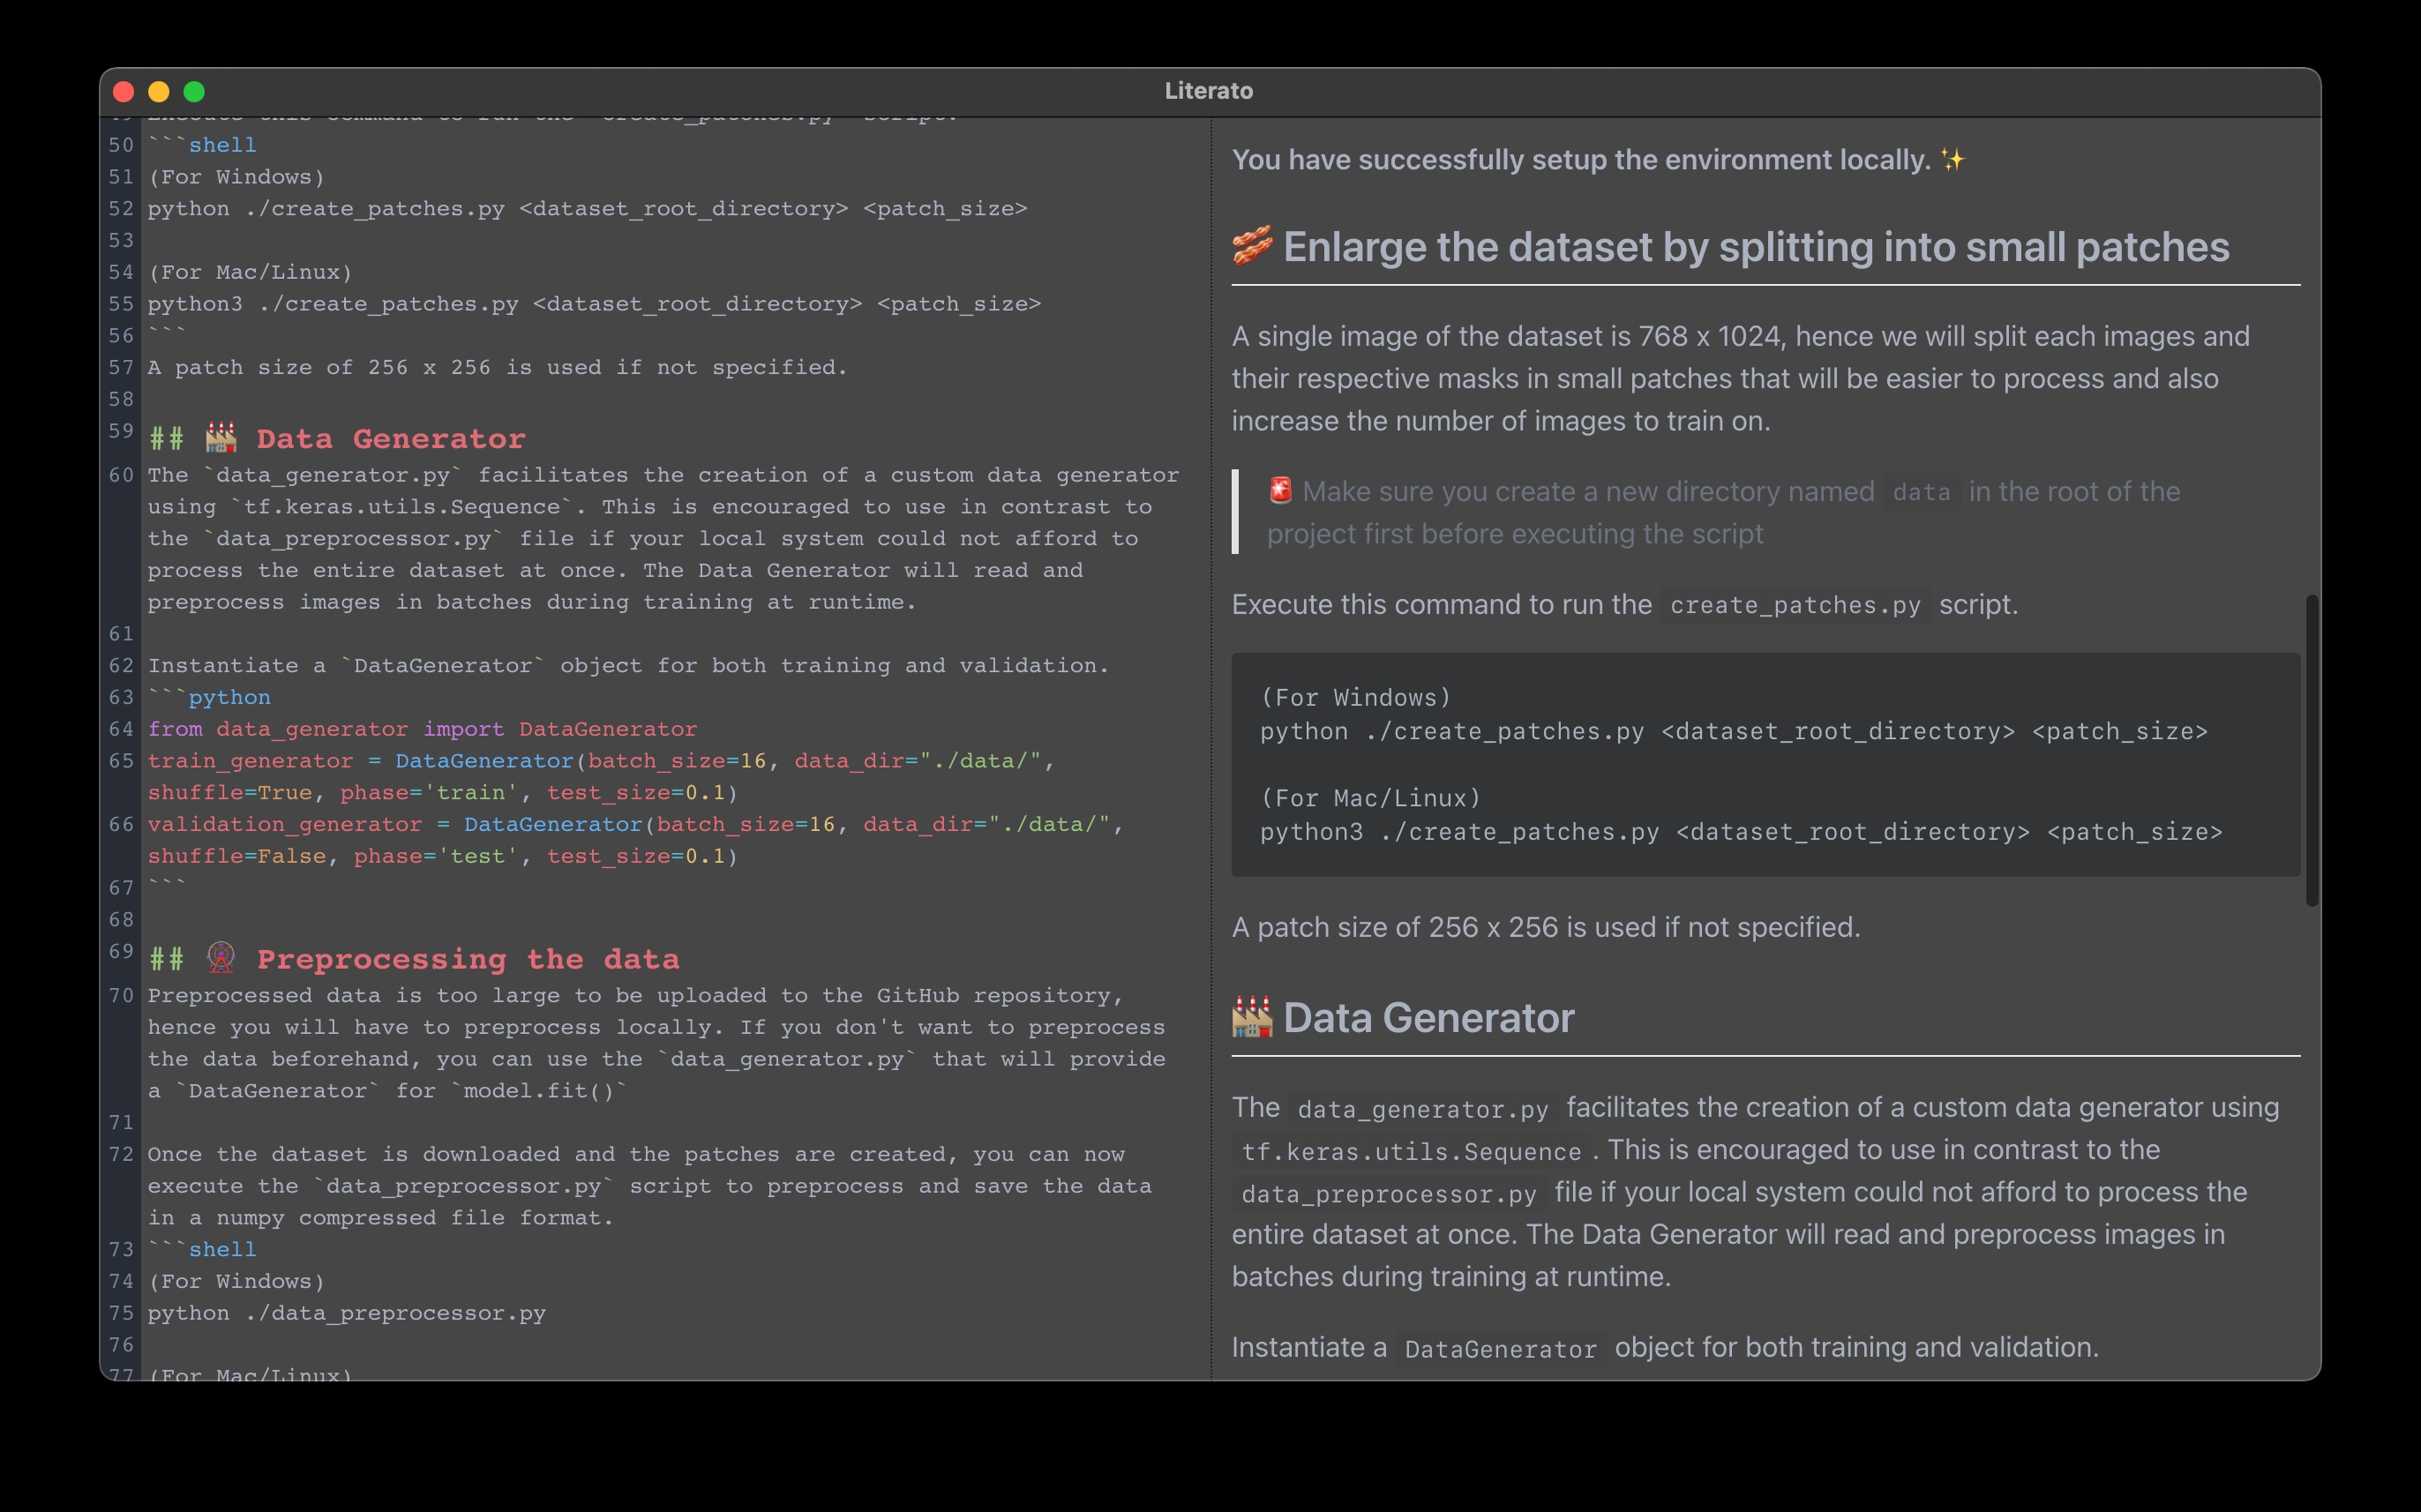 Literato
49 Execute this command to run the `create_patches.py` script.
50 ```shell
51 (For Windows)
52 python ./create_patches.py <dataset_root_directory> <patch_size>
53
54 (For Mac/Linux)
55 python3 ./create_patches.py <dataset_root_directory> <patch_size>
56 ```
57 A patch size of 256 x 256 is used if not specified.
58
59 ## 🏭 Data Generator
60 The `data_generator.py` facilitates the creation of a custom data generator
using `tf.keras.utils.Sequence`. This is encouraged to use in contrast to
the `data_preprocessor.py` file if your local system could not afford to
process the entire dataset at once. The Data Generator will read and
preprocess images in batches during training at runtime.
61
62 Instantiate a `DataGenerator` object for both training and validation.
63 ```python
64 from data_generator import DataGenerator
65 train_generator = DataGenerator(batch_size=16, data_dir="./data/",
shuffle=True, phase='train', test_size=0.1)
66 validation_generator = DataGenerator(batch_size=16, data_dir="./data/",
shuffle=False, phase='test', test_size=0.1)
67 ```
68
69 ## 🎡 Preprocessing the data
70 Preprocessed data is too large to be uploaded to the GitHub repository,
hence you will have to preprocess locally. If you don't want to preprocess
the data beforehand, you can use the `data_generator.py` that will provide
a `DataGenerator` for `model.fit()`
71
72 Once the dataset is downloaded and the patches are created, you can now
execute the `data_preprocessor.py` script to preprocess and save the data
in a numpy compressed file format.
73 ```shell
74 (For Windows)
75 python ./data_preprocessor.py
76
77 (For Mac/Linux)
You have successfully setup the environment locally. ✨
🥓 Enlarge the dataset by splitting into small patches
A single image of the dataset is 768 x 1024, hence we will split each images and
their respective masks in small patches that will be easier to process and also
increase the number of images to train on.
🚨 Make sure you create a new directory named data in the root of the
project first before executing the script
Execute this command to run the create_patches.py script.
(For Windows)
python ./create_patches.py <dataset_root_directory> <patch_size>
(For Mac/Linux)
python3 ./create_patches.py <dataset_root_directory> <patch_size>
A patch size of 256 x 256 is used if not specified.
🏭 Data Generator
The data_generator.py facilitates the creation of a custom data generator using
tf.keras.utils.Sequence . This is encouraged to use in contrast to the
data_preprocessor.py file if your local system could not afford to process the
entire dataset at once. The Data Generator will read and preprocess images in
batches during training at runtime.
Instantiate a DataGenerator object for both training and validation.